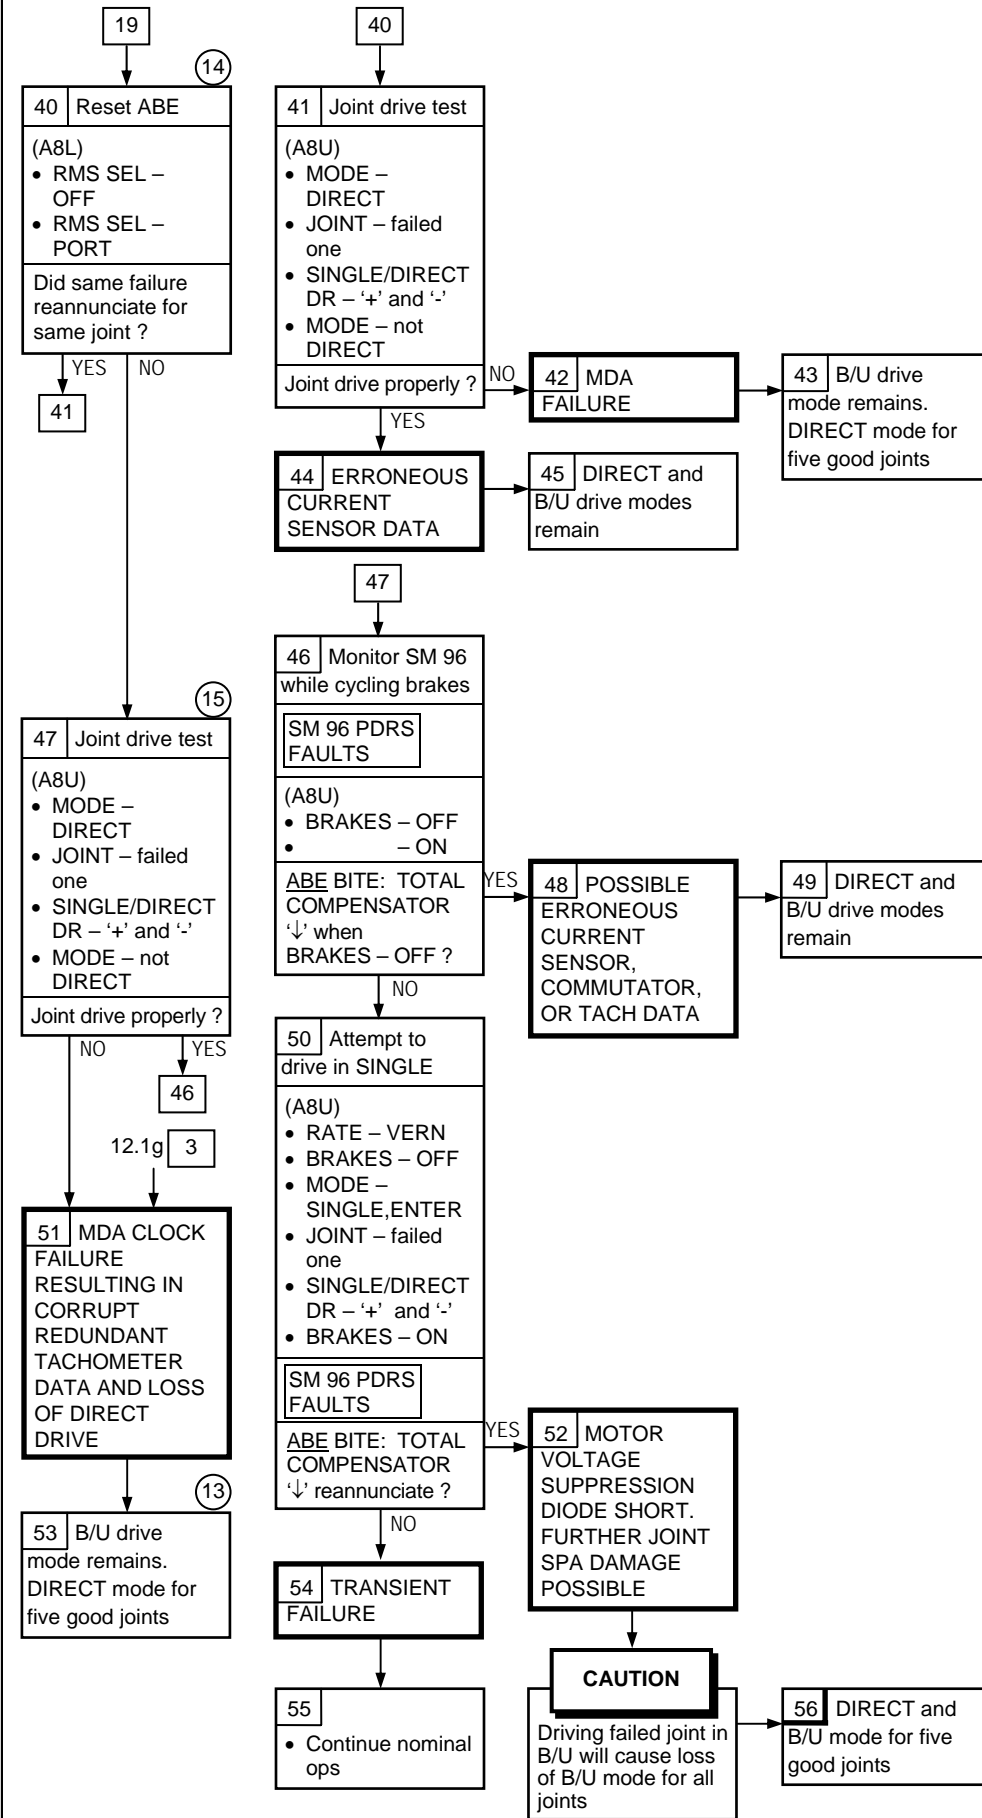 19
14
40 Reset ABE
(A8L)
• RMS SEL –
OFF
• RMS SEL –
PORT
Did same failure
reannunciate for
same joint ?
YES
NO
41
15
47 Joint drive test
(A8U)
• MODE –
DIRECT
• JOINT – failed
one
• SINGLE/DIRECT
DR – ‘+’ and ‘-’
• MODE – not
DIRECT
Joint drive properly ?
NO
YES
46
12.1g 3
51 MDA CLOCK
FAILURE
RESULTING IN
CORRUPT
REDUNDANT
TACHOMETER
DATA AND LOSS
OF DIRECT
DRIVE
13
53 B/U drive
mode remains.
DIRECT mode for
five good joints
40
41 Joint drive test
(A8U)
• MODE –
DIRECT
• JOINT – failed
one
• SINGLE/DIRECT
DR – ‘+’ and ‘-’
• MODE – not
DIRECT
Joint drive properly ?
NO
YES
42 MDA
FAILURE
43 B/U drive
mode remains.
DIRECT mode for
five good joints
44 ERRONEOUS
CURRENT
SENSOR DATA
45 DIRECT and
B/U drive modes
remain
47
46 Monitor SM 96
while cycling brakes
SM 96 PDRS
FAULTS
(A8U)
• BRAKES – OFF
• – ON
ABE BITE: TOTAL
COMPENSATOR
‘↓’ when
BRAKES – OFF ?
YES
NO
48 POSSIBLE
ERRONEOUS
CURRENT
SENSOR,
COMMUTATOR,
OR TACH DATA
49 DIRECT and
B/U drive modes
remain
50 Attempt to
drive in SINGLE
(A8U)
• RATE – VERN
• BRAKES – OFF
• MODE –
SINGLE,ENTER
• JOINT – failed
one
• SINGLE/DIRECT
DR – ‘+’ and ‘-’
• BRAKES – ON
SM 96 PDRS
FAULTS
ABE BITE: TOTAL
COMPENSATOR
‘↓’ reannunciate ?
YES
NO
52 MOTOR
VOLTAGE
SUPPRESSION
DIODE SHORT.
FURTHER JOINT
SPA DAMAGE
POSSIBLE
54 TRANSIENT
FAILURE
55
• Continue nominal
ops
CAUTION
Driving failed joint in
B/U will cause loss
of B/U mode for all
joints
56 DIRECT and
B/U mode for five
good joints